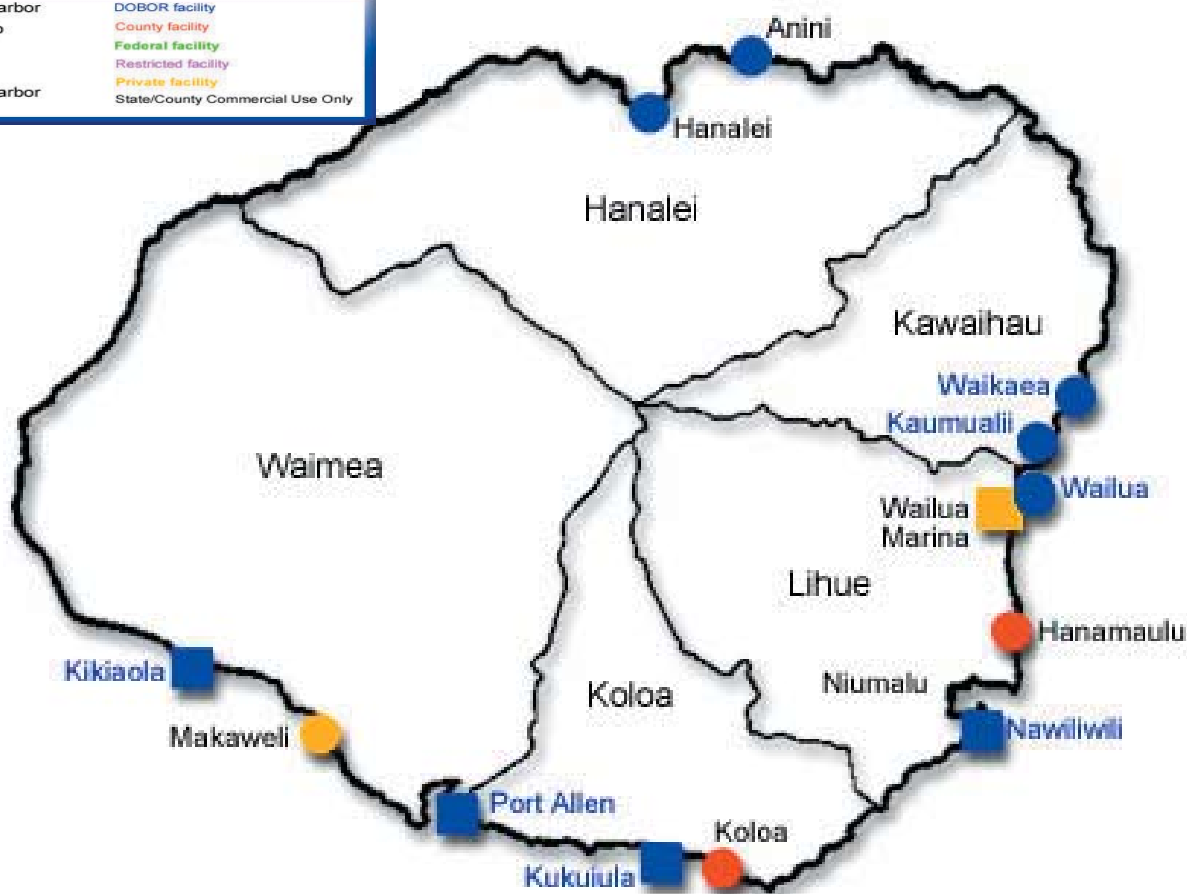 arbor
DOBOR facility
County facility
Federal facility
Restricted facility
Private facility
arbor
State/County Commercial Use Only
Anini
Hanalei
Hanalei
Kawaihau
Waikaea
Kaumualii
Waimea
Wailua
Wailua
Marina
Lihue
Hanamaulu
Kikiaola
Niumalu
Koloa
Nawiliwili
Makaweli
Port Allen
Koloa
Kukuiula